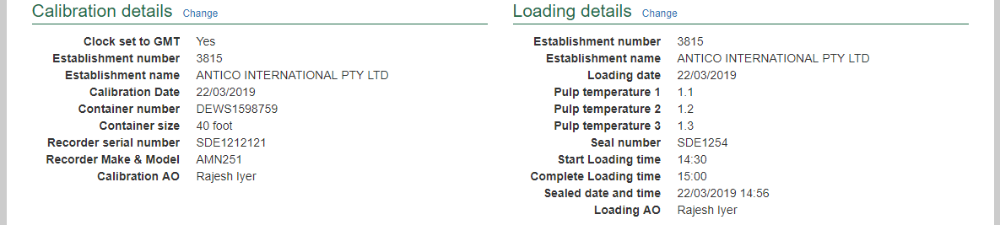 Calibration details Change
Clock set to GMT Yes
Establishment number 3815
Establishment name ANTICO INTERNATIONAL PTY LTD
Calibration Date 22/03/2019
Container number DEWS1598759
Container size 40 foot
Recorder serial number SDE1212121
Recorder Make & Model AMN251
Calibration AO Rajesh Iyer
Loading details Change
Establishment number 3815
Establishment name ANTICO INTERNATIONAL PTY LTD
Loading date 22/03/2019
Pulp temperature 1 1.1
Pulp temperature 2 1.2
Pulp temperature 3 1.3
Seal number SDE1254
Start Loading time 14:30
Complete Loading time 15:00
Sealed date and time 22/03/2019 14:56
Loading AO Rajesh Iyer